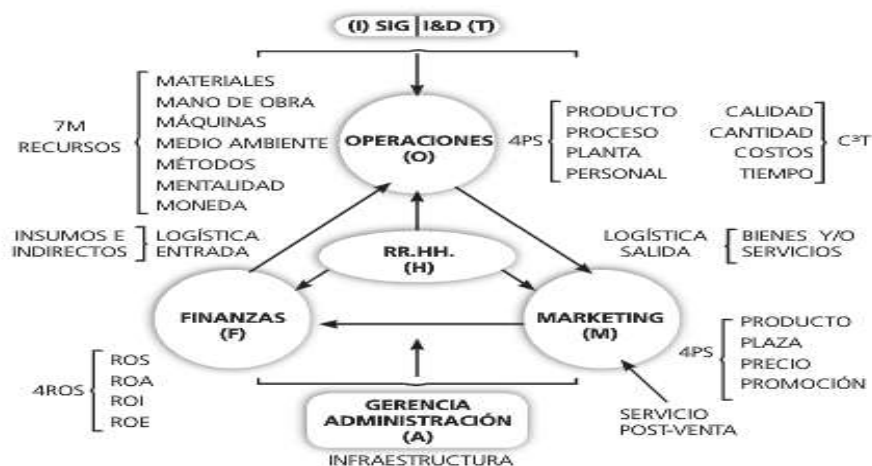 (I) SIG I&D (T)
7M
RECURSOS
MATERIALES
MANO DE OBRA
MÁQUINAS
MEDIO AMBIENTE
MÉTODOS
MENTALIDAD
MONEDA
OPERACIONES
(O)
4PS
PRODUCTO
PROCESO
PLANTA
PERSONAL
CALIDAD
CANTIDAD
COSTOS
TIEMPO
C³T
INSUMOS E
INDIRECTOS
LOGÍSTICA
ENTRADA
RR.HH.
(H)
LOGÍSTICA
SALIDA
BIENES Y/O
SERVICIOS
FINANZAS
(F)
MARKETING
(M)
4PS
PRODUCTO
PLAZA
PRECIO
PROMOCIÓN
4ROS
ROS
ROA
ROI
ROE
GERENCIA
ADMINISTRACIÓN
(A)
INFRAESTRUCTURA
SERVICIO
POST-VENTA